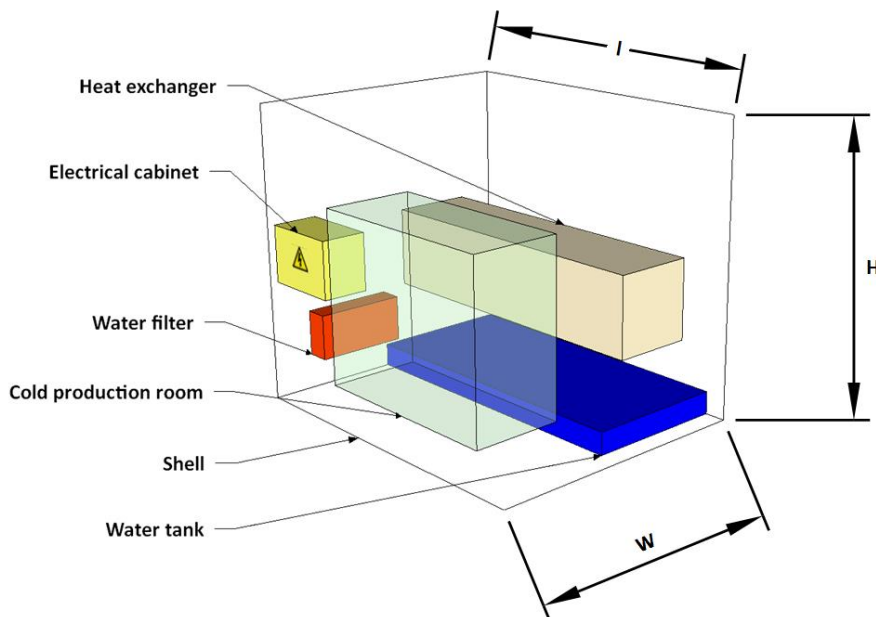 l
Heat exchanger
Electrical cabinet
H
Water filter
Cold production room
Shell
Water tank
W